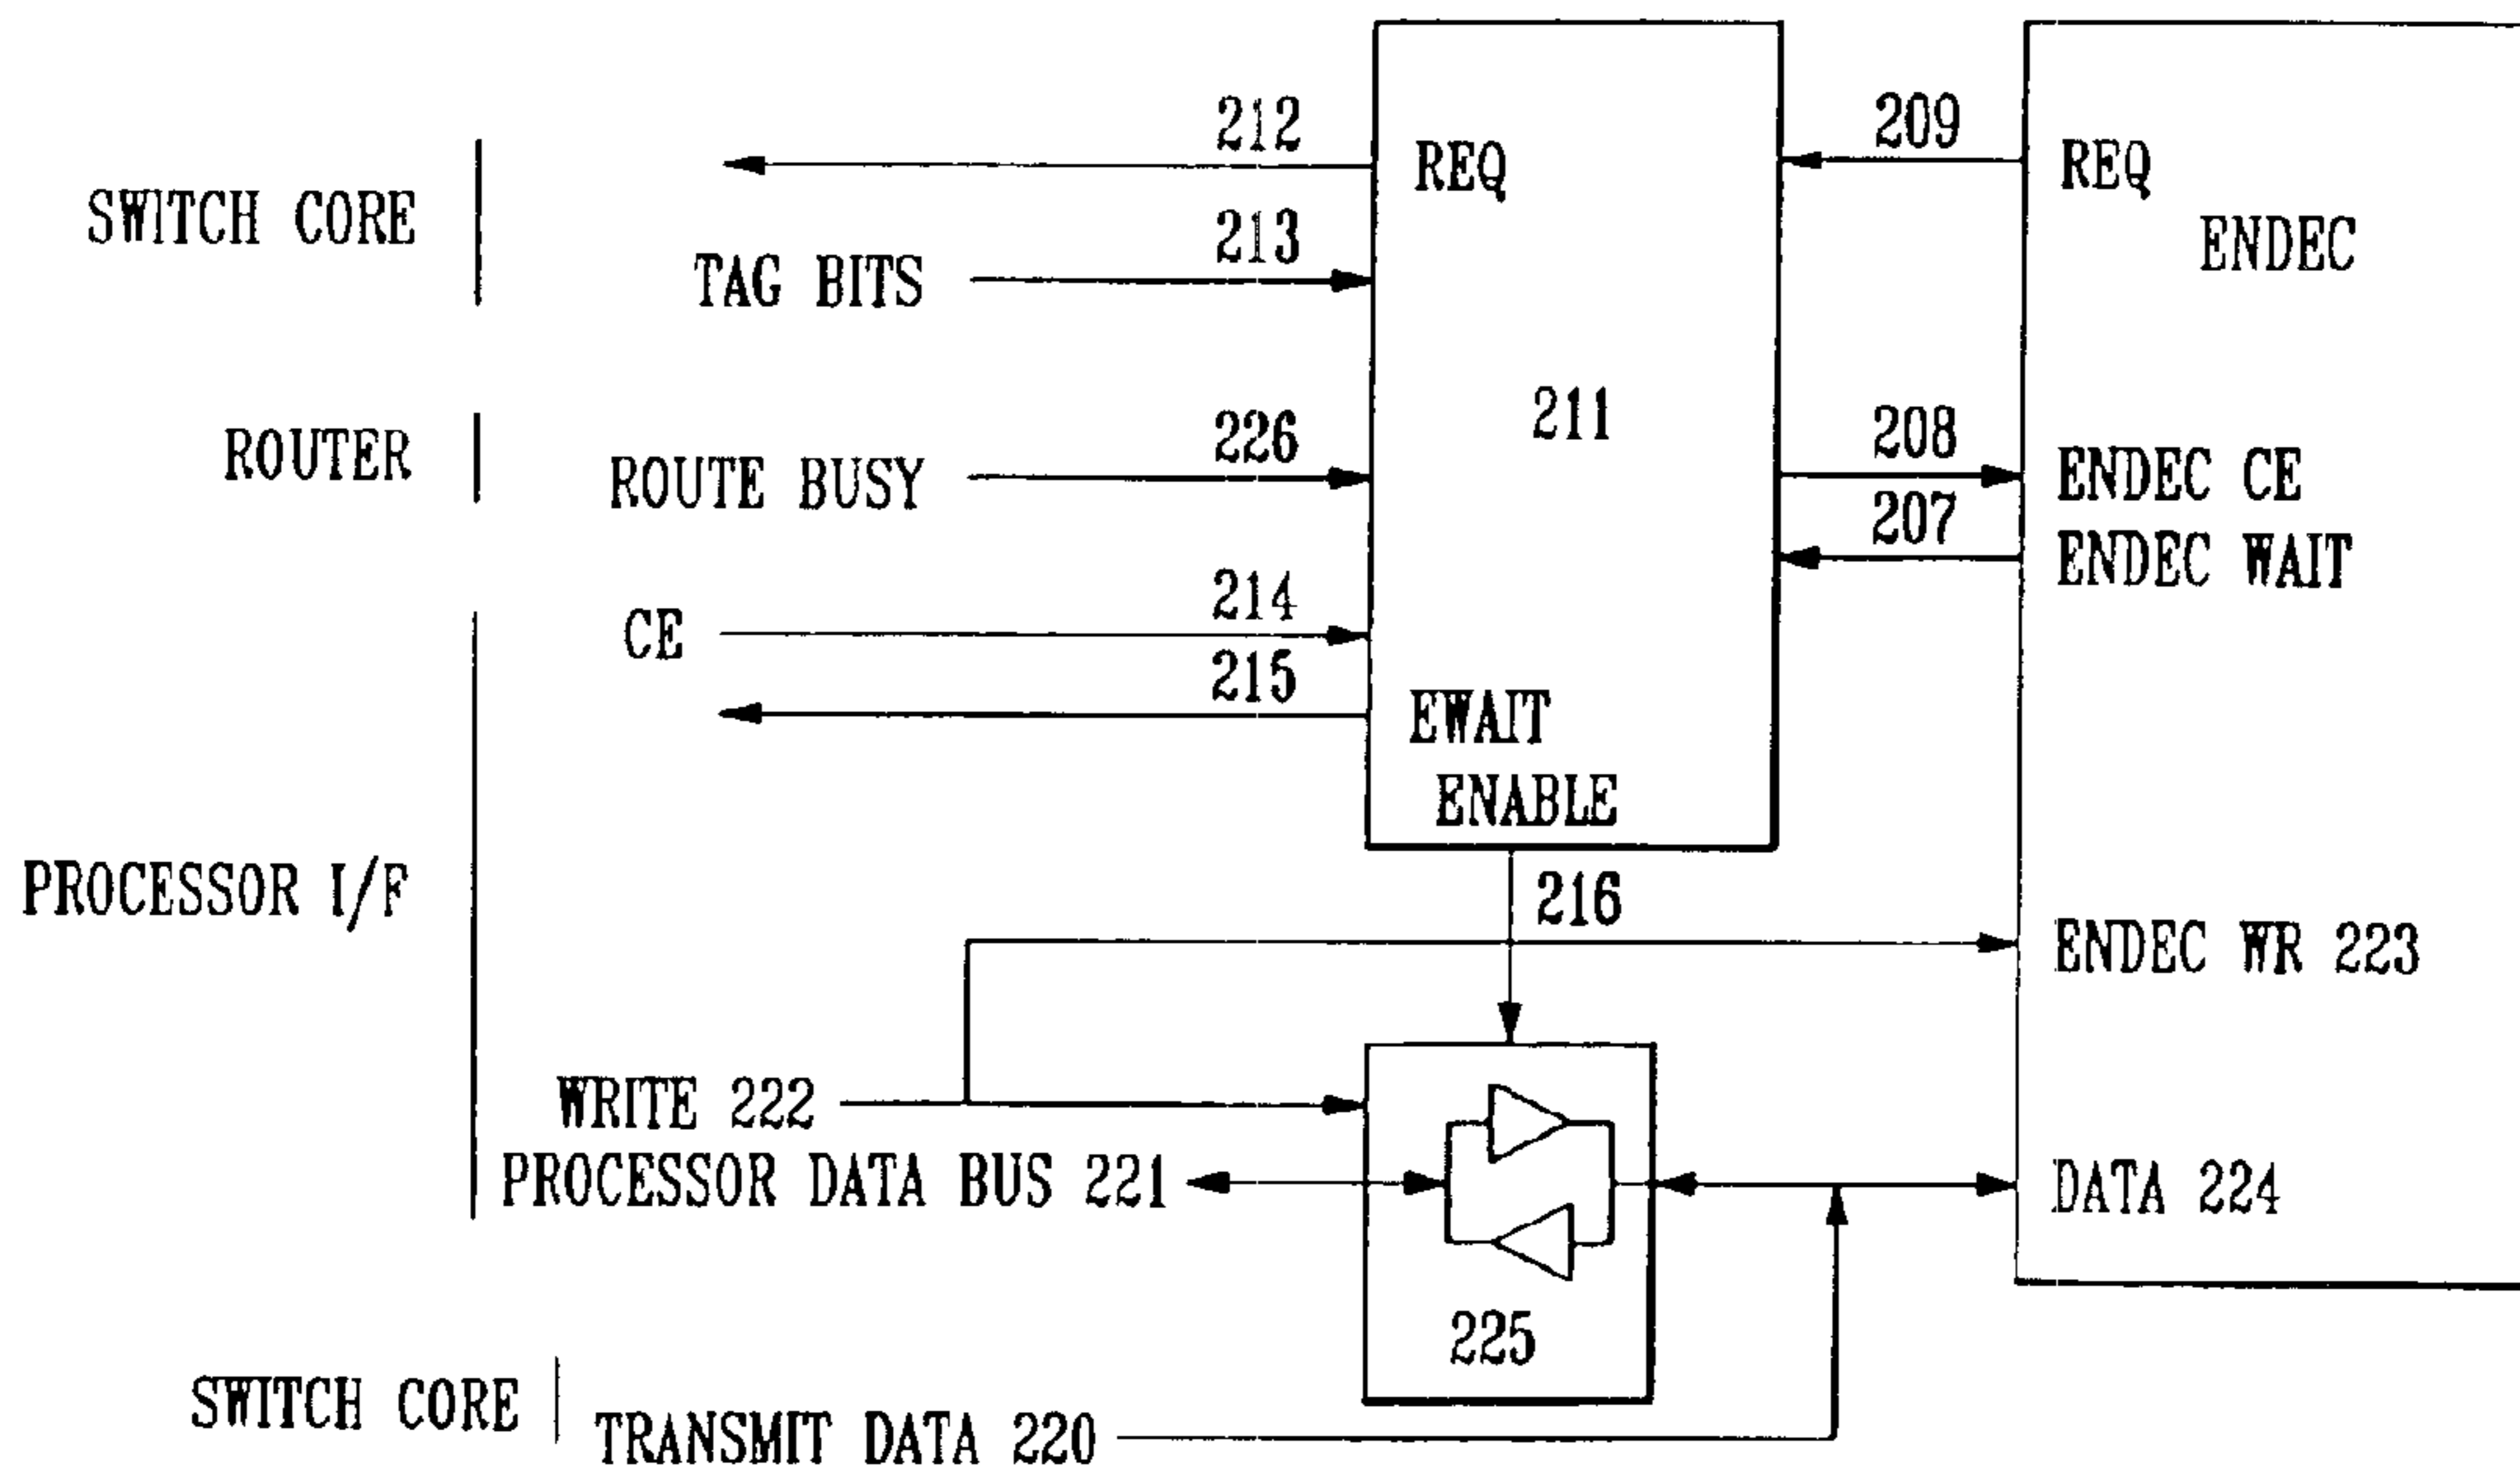 212
209
REQ
REQ
SWITCH CORE
213
ENDEC
TAG BITS
211
226
208
ROUTER
ROUTE BUSY
ENDEC CE
207
ENDEC WAIT
214
CE
215
EWAIT
ENABLE
PROCESSOR I/F
216
ENDEC WR 223
WRITE 222
PROCESSOR DATA BUS 221
DATA 224
225
SWITCH CORE
TRANSMIT DATA 220